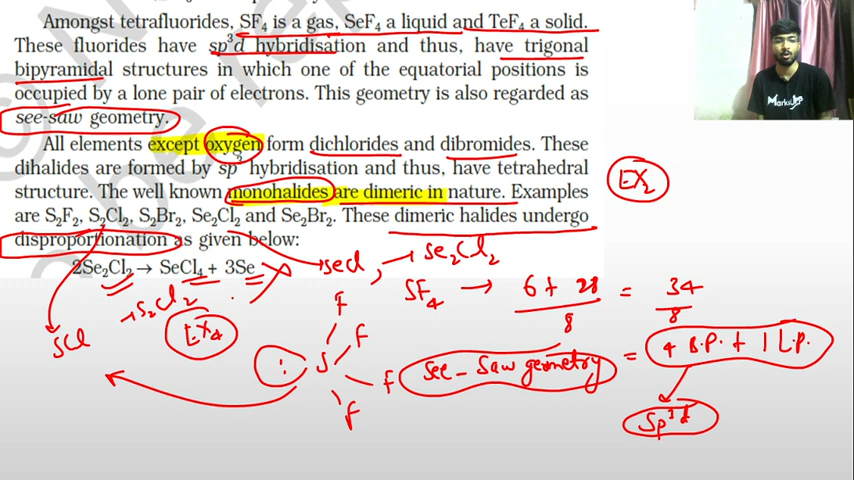 Amongst tetrafluorides, SF₄ is a gas, SeF₄ a liquid and TeF₄ a solid.
These fluorides have sp³d hybridisation and thus, have trigonal
bipyramidal structures in which one of the equatorial positions is
occupied by a lone pair of electrons. This geometry is also regarded as
see-saw geometry.
All elements except oxygen form dichlorides and dibromides. These
dihalides are formed by sp³ hybridisation and thus, have tetrahedral
structure. The well known monohalides are dimeric in nature. Examples
are S₂F₂, S₂Cl₂, S₂Br₂, Se₂Cl₂ and Se₂Br₂. These dimeric halides undergo
disproportionation as given below:
2Se₂Cl₂ → SeCl₄ + 3Se
EX₂
SeCl, → Se₂Cl₂
SCl → S₂Cl₂
EX₄
SF₄ → 6 + 28 / 8 = 34 / 8
F
F
: S
F
F
See-Saw geometry = 4 B.P. + 1 L.P.
Sp³d